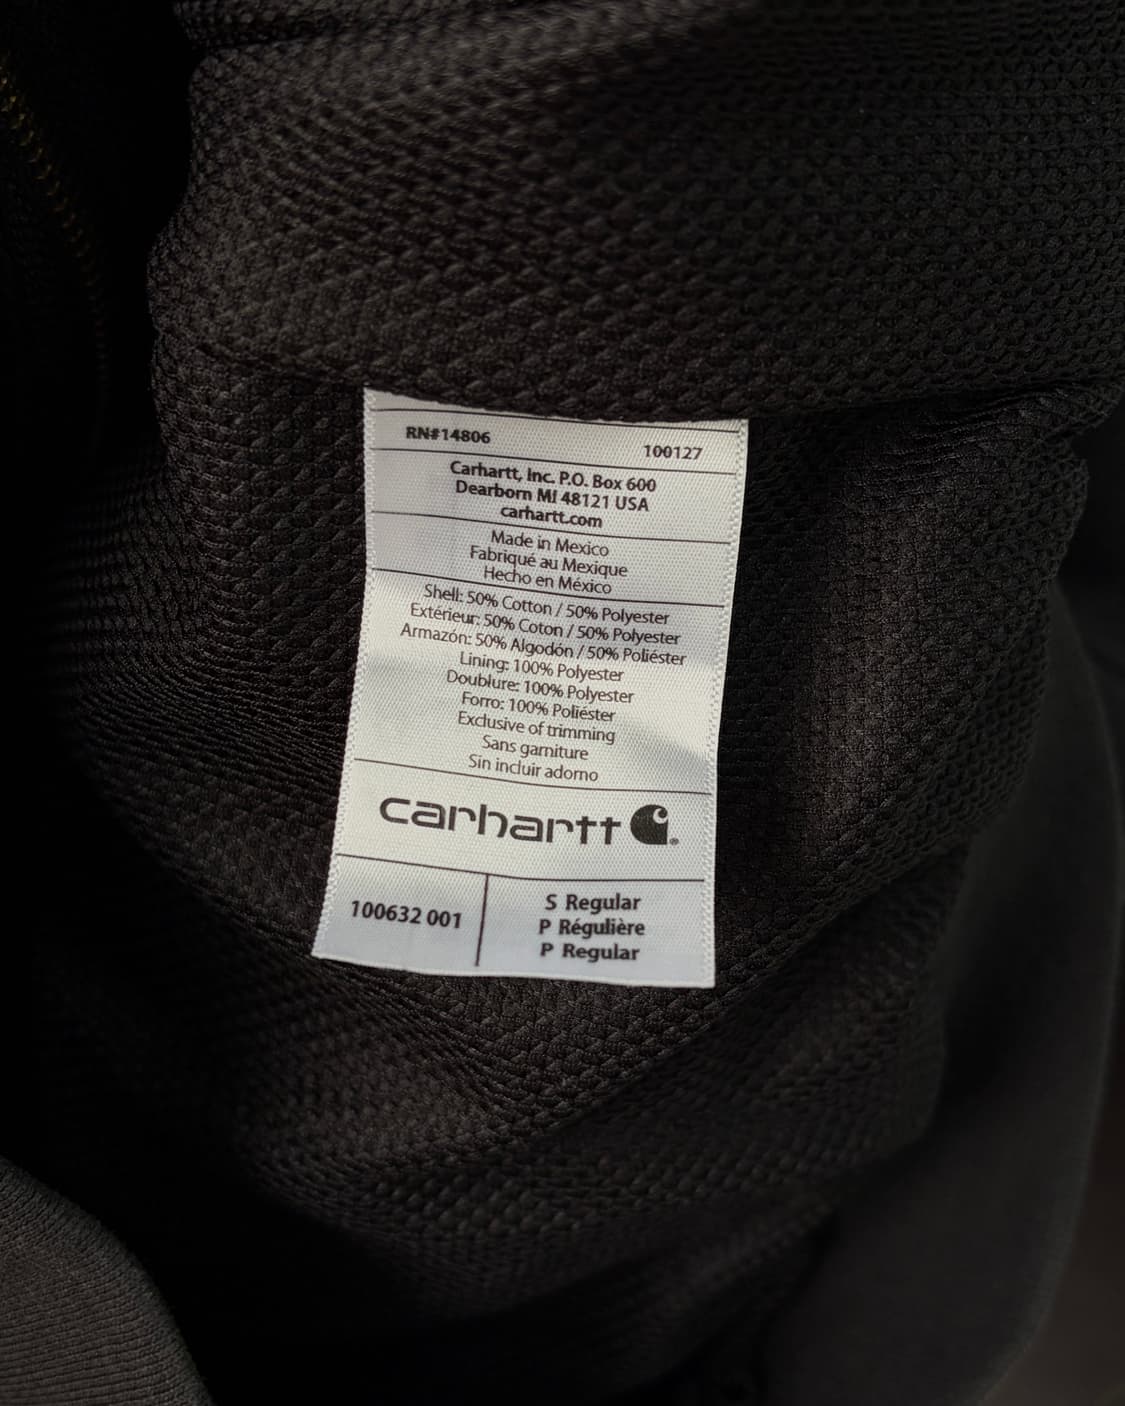 RN#14806 100127
Carhartt, Inc. P.O. Box 600
Dearborn MI 48121 USA
carhartt.com
Made in Mexico
Fabriqué au Mexique
Hecho en México
Shell: 50% Cotton / 50% Polyester
Extérieur: 50% Coton / 50% Polyester
Armazón: 50% Algodón / 50% Poliéster
Lining: 100% Polyester
Doublure: 100% Polyester
Forro: 100% Poliéster
Exclusive of trimming
Sans garniture
Sin incluir adorno
carhartt
100632 001
S Regular
P Régulière
P Regular